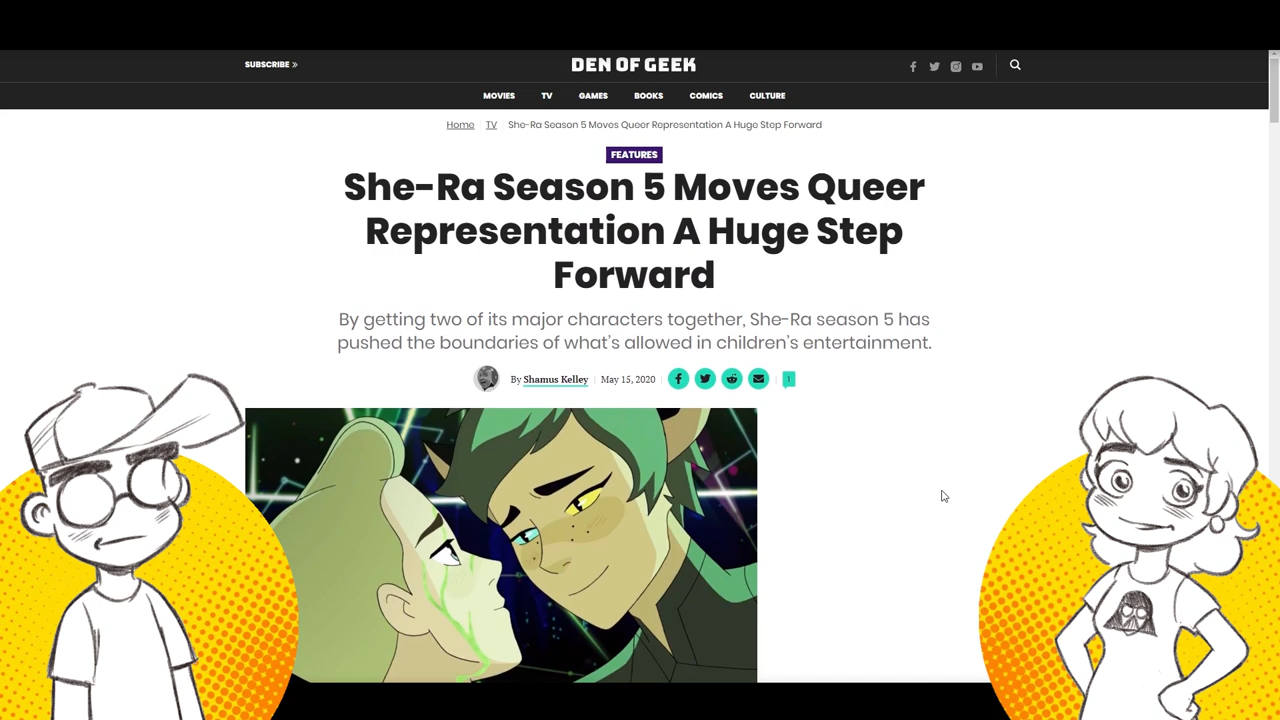 SUBSCRIBE »
DEN OF GEEK
MOVIES TV GAMES BOOKS COMICS CULTURE
Home TV She-Ra Season 5 Moves Queer Representation A Huge Step Forward
FEATURES
She-Ra Season 5 Moves Queer
Representation A Huge Step
Forward
By getting two of its major characters together, She-Ra season 5 has
pushed the boundaries of what's allowed in children's entertainment.
By Shamus Kelley | May 15, 2020
1